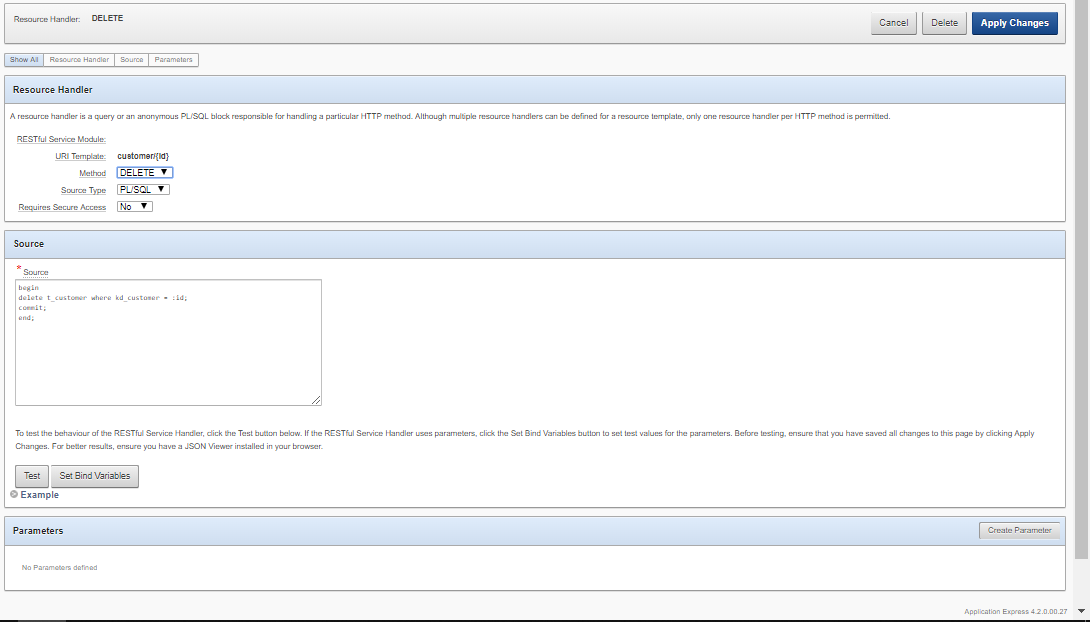 Resource Handler: DELETE
Cancel Delete Apply Changes
Show All Resource Handler Source Parameters
Resource Handler
A resource handler is a query or an anonymous PL/SQL block responsible for handling a particular HTTP method. Although multiple resource handlers can be defined for a resource template, only one resource handler per HTTP method is permitted.
RESTful Service Module:
URI Template: customer/{id}
Method DELETE
Source Type PL/SQL
Requires Secure Access No
Source
* Source
begin
delete t_customer where kd_customer = :id;
commit;
end;
To test the behaviour of the RESTful Service Handler, click the Test button below. If the RESTful Service Handler uses parameters, click the Set Bind Variables button to set test values for the parameters. Before testing, ensure that you have saved all changes to this page by clicking Apply
Changes. For better results, ensure you have a JSON Viewer installed in your browser.
Test Set Bind Variables
Example
Parameters Create Parameter
No Parameters defined
Application Express 4.2.0.00.27